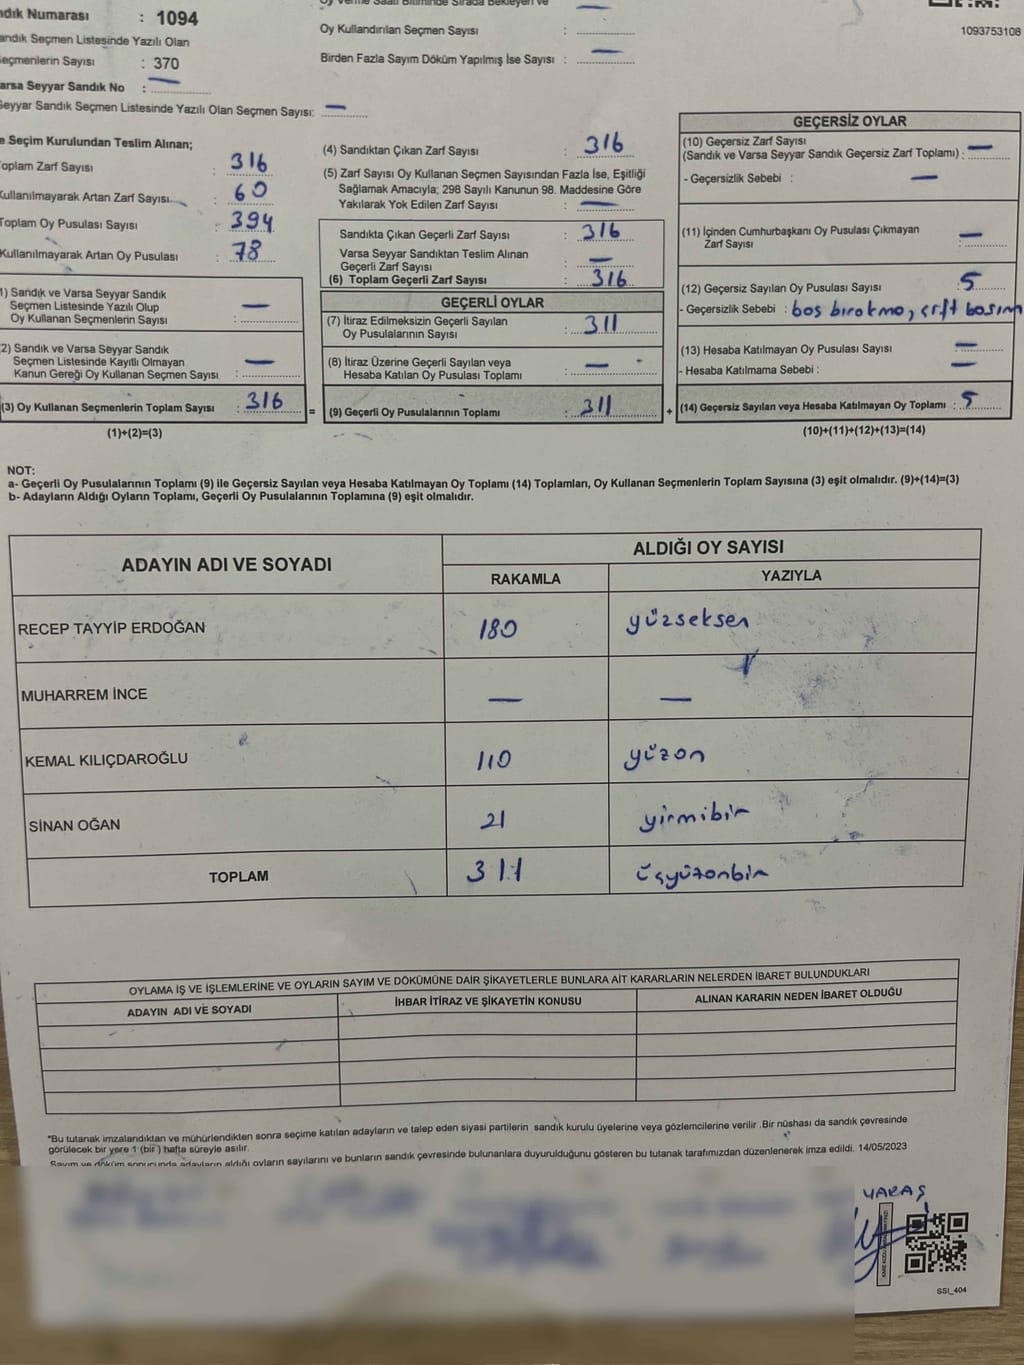 Sandık Numarası : 1094
Sandık Seçmen Listesinde Yazılı Olan
Seçmenlerin Sayısı : 370
Varsa Seyyar Sandık No : —
Seyyar Sandık Seçmen Listesinde Yazılı Olan Seçmen Sayısı: —
Oy Verme Saati Bitiminde Sırada Bekleyen ve
Oy Kullandırılan Seçmen Sayısı : —
Birden Fazla Sayım Döküm Yapılmış İse Sayısı : —
1093753108
e Seçim Kurulundan Teslim Alınan;
Toplam Zarf Sayısı : 316
Kullanılmayarak Artan Zarf Sayısı : 60
Toplam Oy Pusulası Sayısı : 394
Kullanılmayarak Artan Oy Pusulası : 78
1) Sandık ve Varsa Seyyar Sandık
Seçmen Listesinde Yazılı Olup
Oy Kullanan Seçmenlerin Sayısı : —
2) Sandık ve Varsa Seyyar Sandık
Seçmen Listesinde Kayıtlı Olmayan
Kanun Gereği Oy Kullanan Seçmen Sayısı : —
(3) Oy Kullanan Seçmenlerin Toplam Sayısı : 316
(1)+(2)=(3)
(4) Sandıktan Çıkan Zarf Sayısı : 316
(5) Zarf Sayısı Oy Kullanan Seçmen Sayısından Fazla İse, Eşitliği
Sağlamak Amacıyla; 298 Sayılı Kanunun 98. Maddesine Göre
Yakılarak Yok Edilen Zarf Sayısı : —
Sandıkta Çıkan Geçerli Zarf Sayısı : 316
Varsa Seyyar Sandıktan Teslim Alınan
Geçerli Zarf Sayısı : —
(6) Toplam Geçerli Zarf Sayısı : 316
GEÇERLİ OYLAR
(7) İtiraz Edilmeksizin Geçerli Sayılan
Oy Pusulalarının Sayısı : 311
(8) İtiraz Üzerine Geçerli Sayılan veya
Hesaba Katılan Oy Pusulası Toplamı : —
= (9) Geçerli Oy Pusulalarının Toplamı : 311
GEÇERSİZ OYLAR
(10) Geçersiz Zarf Sayısı
(Sandık ve Varsa Seyyar Sandık Geçersiz Zarf Toplamı) : —
- Geçersizlik Sebebi : —
(11) İçinden Cumhurbaşkanı Oy Pusulası Çıkmayan
Zarf Sayısı : —
(12) Geçersiz Sayılan Oy Pusulası Sayısı : 5
- Geçersizlik Sebebi : bos bırakma, çift basım
(13) Hesaba Katılmayan Oy Pusulası Sayısı : —
- Hesaba Katılmama Sebebi : —
+ (14) Geçersiz Sayılan veya Hesaba Katılmayan Oy Toplamı : 5
(10)+(11)+(12)+(13)=(14)
NOT:
a- Geçerli Oy Pusulalarının Toplamı (9) ile Geçersiz Sayılan veya Hesaba Katılmayan Oy Toplamı (14) Toplamları, Oy Kullanan Seçmenlerin Toplam Sayısına (3) eşit olmalıdır. (9)+(14)=(3)
b- Adayların Aldığı Oyların Toplamı, Geçerli Oy Pusulalarının Toplamına (9) eşit olmalıdır.
ADAYIN ADI VE SOYADI
ALDIĞI OY SAYISI
RAKAMLA YAZIYLA
RECEP TAYYİP ERDOĞAN 180 yüzseksen
MUHARREM İNCE — —
KEMAL KILIÇDAROĞLU 110 yüzon
SİNAN OĞAN 21 yirmibir
TOPLAM 311 üçyüzonbir
OYLAMA İŞ VE İŞLEMLERİNE VE OYLARIN SAYIM VE DÖKÜMÜNE DAİR ŞİKAYETLERLE BUNLARA AİT KARARLARIN NELERDEN İBARET BULUNDUKLARI
ADAYIN ADI VE SOYADI İHBAR İTİRAZ VE ŞİKAYETİN KONUSU ALINAN KARARIN NEDEN İBARET OLDUĞU
*Bu tutanak imzalandıktan ve mühürlendikten sonra seçime katılan adayların ve talep eden siyasi partilerin sandık kurulu üyelerine veya gözlemcilerine verilir .Bir nüshası da sandık çevresinde
görülecek bir yere 1 (bir ) hafta süreyle asılır.
Sayım ve döküm sonucunda adayların aldığı oyların sayılarını ve bunların sandık çevresinde bulunanlara duyurulduğunu gösteren bu tutanak tarafımızdan düzenlenerek imza edildi. 14/05/2023
YARAŞ
SSI_404